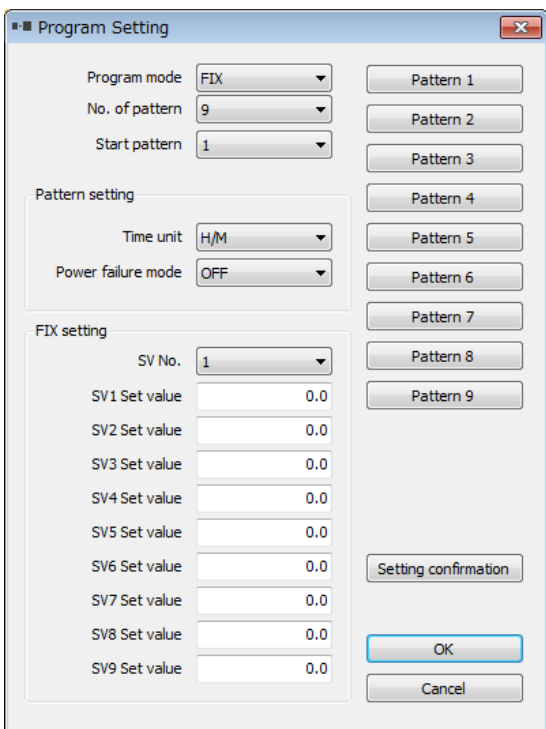 Program Setting
Program mode FIX
No. of pattern 9
Start pattern 1
Pattern setting
Time unit H/M
Power failure mode OFF
FIX setting
SV No. 1
SV1 Set value 0.0
SV2 Set value 0.0
SV3 Set value 0.0
SV4 Set value 0.0
SV5 Set value 0.0
SV6 Set value 0.0
SV7 Set value 0.0
SV8 Set value 0.0
SV9 Set value 0.0
Pattern 1
Pattern 2
Pattern 3
Pattern 4
Pattern 5
Pattern 6
Pattern 7
Pattern 8
Pattern 9
Setting confirmation
OK
Cancel